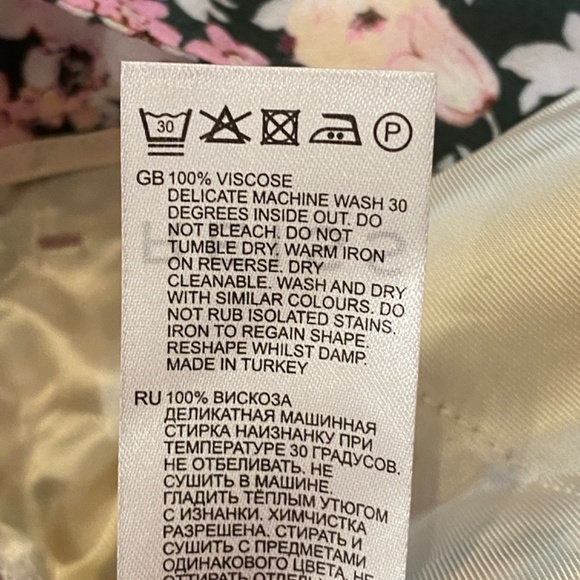 30 P
GB 100% VISCOSE
DELICATE MACHINE WASH 30
DEGREES INSIDE OUT. DO
NOT BLEACH. DO NOT
TUMBLE DRY. WARM IRON
ON REVERSE. DRY
CLEANABLE. WASH AND DRY
WITH SIMILAR COLOURS. DO
NOT RUB ISOLATED STAINS.
IRON TO REGAIN SHAPE.
RESHAPE WHILST DAMP.
MADE IN TURKEY
RU 100% ВИСКОЗА
ДЕЛИКАТНАЯ МАШИННАЯ
СТИРКА НАИЗНАНКУ ПРИ
ТЕМПЕРАТУРЕ 30 ГРАДУСОВ.
НЕ ОТБЕЛИВАТЬ. НЕ
СУШИТЬ В МАШИНЕ.
ГЛАДИТЬ ТЁПЛЫМ УТЮГОМ
С ИЗНАНКИ. ХИМЧИСТКА
РАЗРЕШЕНА. СТИРАТЬ И
СУШИТЬ С ПРЕДМЕТАМИ
ОДИНАКОВОГО ЦВЕТА. НЕ